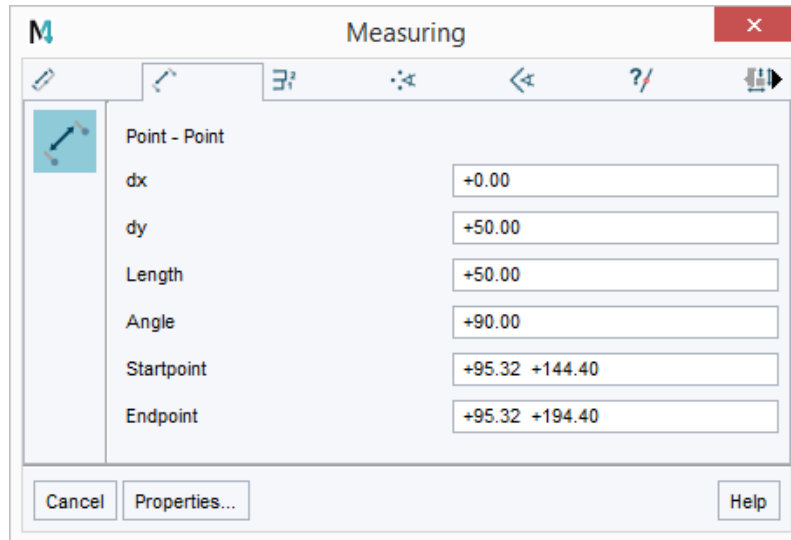 Measuring
Point - Point
dx +0.00
dy +50.00
Length +50.00
Angle +90.00
Startpoint +95.32 +144.40
Endpoint +95.32 +194.40
Cancel Properties... Help